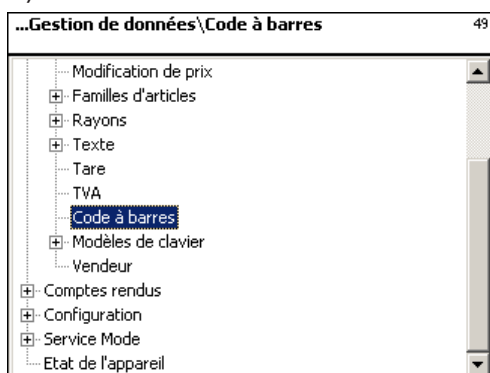 ...Gestion de données\Code à barres 49
Modification de prix
Familles d'articles
Rayons
Texte
Tare
TVA
Code à barres
Modèles de clavier
Vendeur
Comptes rendus
Configuration
Service Mode
Etat de l'appareil